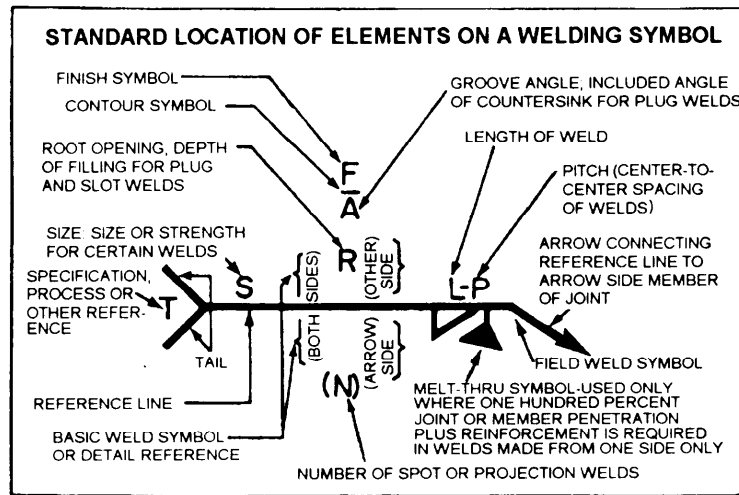 STANDARD LOCATION OF ELEMENTS ON A WELDING SYMBOL
FINISH SYMBOL
CONTOUR SYMBOL
ROOT OPENING, DEPTH
OF FILLING FOR PLUG
AND SLOT WELDS
SIZE: SIZE OR STRENGTH
FOR CERTAIN WELDS
SPECIFICATION,
PROCESS OR
OTHER REFER-
ENCE
T
TAIL
REFERENCE LINE
BASIC WELD SYMBOL
OR DETAIL REFERENCE
S
F
A
R
(N)
(BOTH SIDES)
(OTHER)
SIDE
(ARROW)
SIDE
NUMBER OF SPOT OR PROJECTION WELDS
GROOVE ANGLE; INCLUDED ANGLE
OF COUNTERSINK FOR PLUG WELDS
LENGTH OF WELD
PITCH (CENTER-TO-
CENTER SPACING
OF WELDS)
L-P
ARROW CONNECTING
REFERENCE LINE TO
ARROW SIDE MEMBER
OF JOINT
FIELD WELD SYMBOL
MELT-THRU SYMBOL-USED ONLY
WHERE ONE HUNDRED PERCENT
JOINT OR MEMBER PENETRATION
PLUS REINFORCEMENT IS REQUIRED
IN WELDS MADE FROM ONE SIDE ONLY